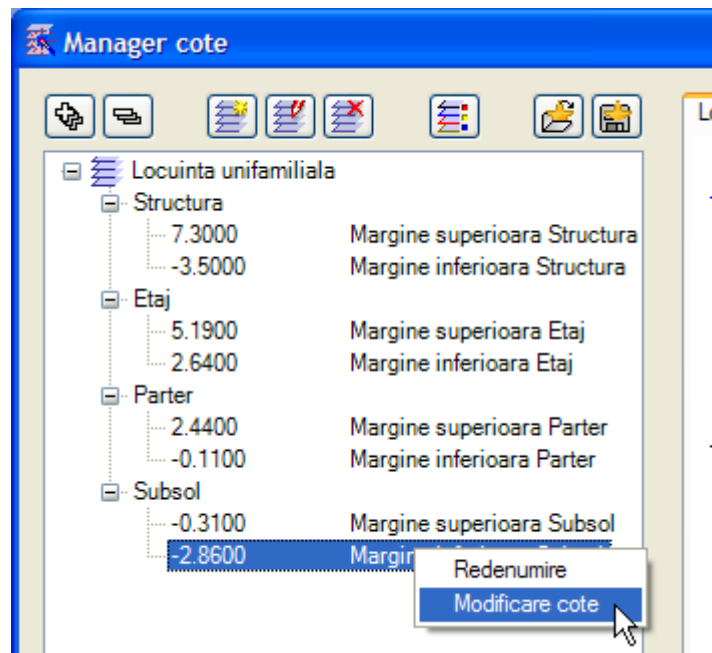 Manager cote
Locuinta unifamiliala
Structura
7.3000 Margine superioara Structura
-3.5000 Margine inferioara Structura
Etaj
5.1900 Margine superioara Etaj
2.6400 Margine inferioara Etaj
Parter
2.4400 Margine superioara Parter
-0.1100 Margine inferioara Parter
Subsol
-0.3100 Margine superioara Subsol
-2.8600
Redenumire
Modificare cote